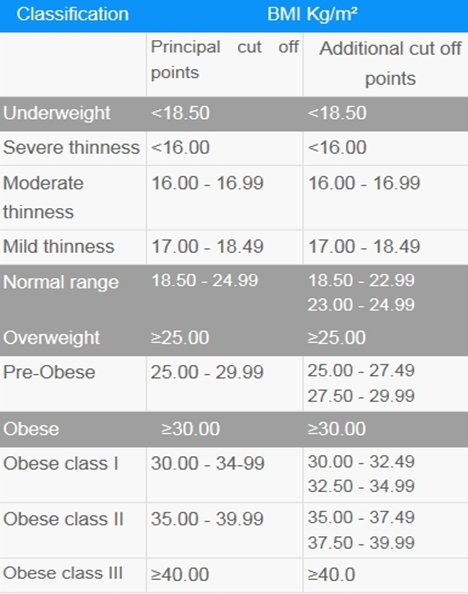 Classification BMI Kg/m²
Principal cut off points Additional cut off points
Underweight <18.50 <18.50
Severe thinness <16.00 <16.00
Moderate thinness 16.00 - 16.99 16.00 - 16.99
Mild thinness 17.00 - 18.49 17.00 - 18.49
Normal range 18.50 - 24.99 18.50 - 22.99
23.00 - 24.99
Overweight ≥25.00 ≥25.00
Pre-Obese 25.00 - 29.99 25.00 - 27.49
27.50 - 29.99
Obese ≥30.00 ≥30.00
Obese class I 30.00 - 34-99 30.00 - 32.49
32.50 - 34.99
Obese class II 35.00 - 39.99 35.00 - 37.49
37.50 - 39.99
Obese class III ≥40.00 ≥40.0